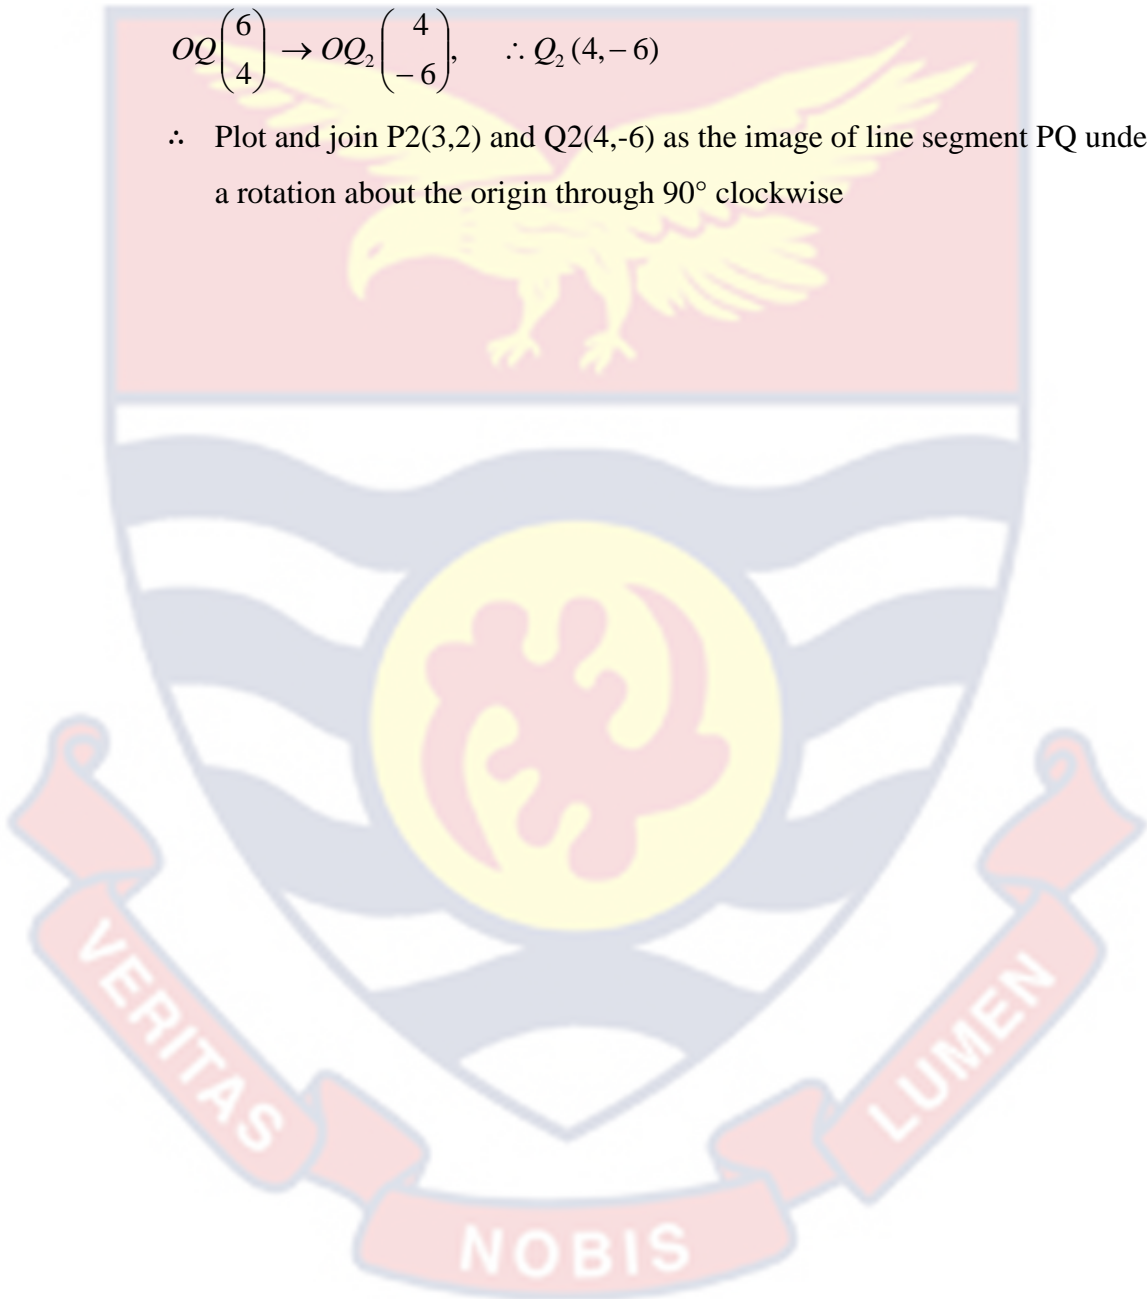 OQ(6 4) → OQ₂(4 −6), ∴ Q₂ (4, − 6)
∴ Plot and join P2(3,2) and Q2(4,-6) as the image of line segment PQ unde
a rotation about the origin through 90° clockwise
VERITAS
NOBIS
LUMEN